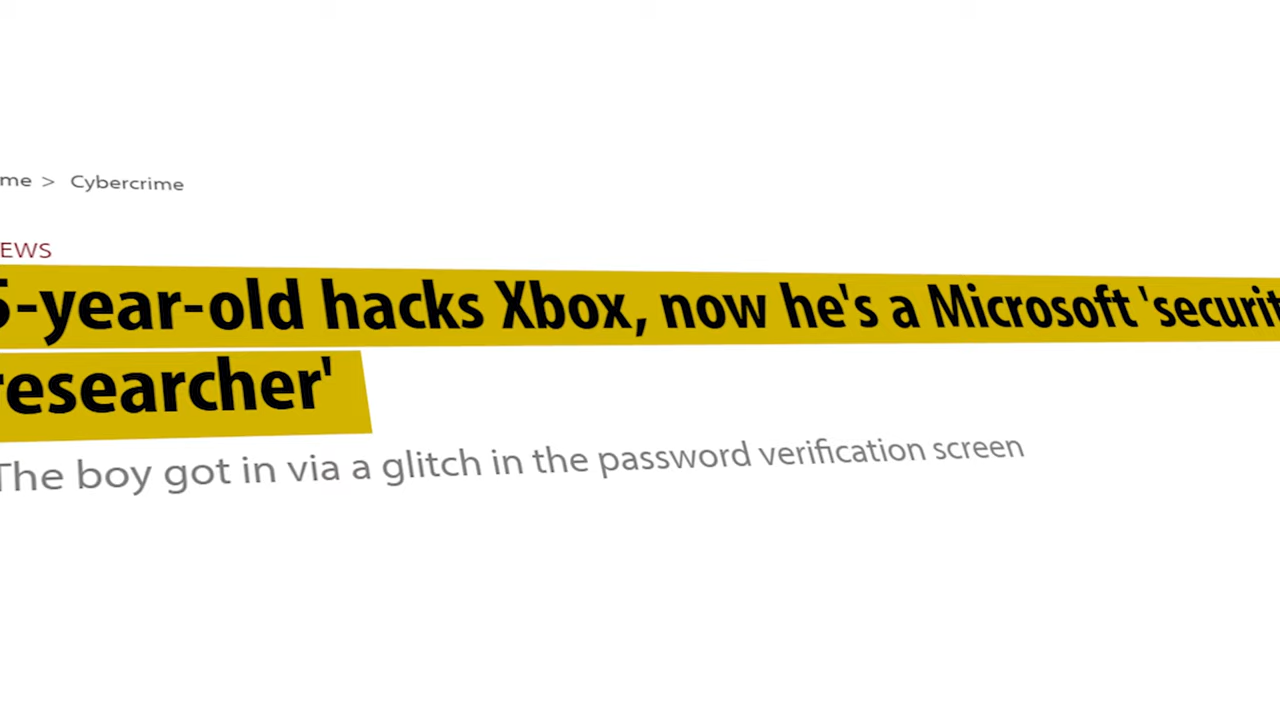 me > Cybercrime
EWS
5-year-old hacks Xbox, now he's a Microsoft 'securit
researcher'
The boy got in via a glitch in the password verification screen